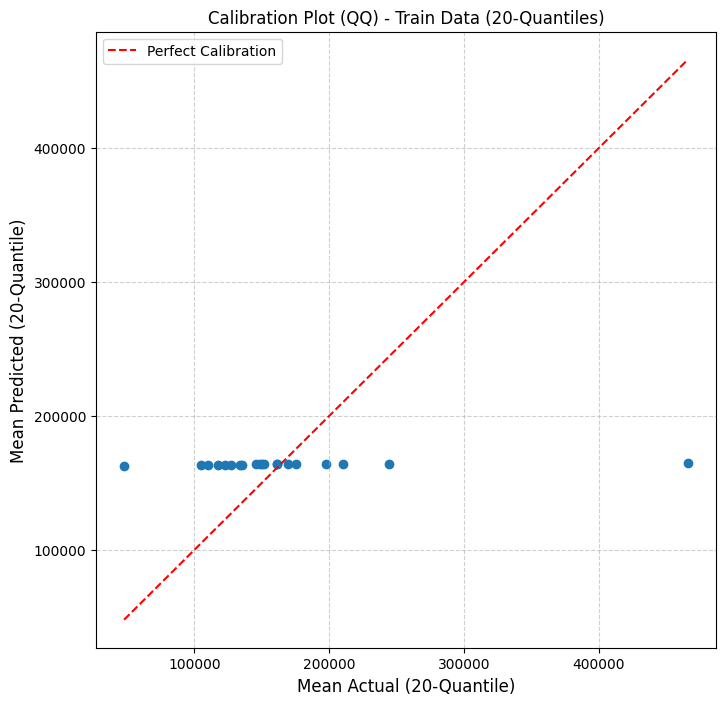 Calibration Plot (QQ) - Train Data (20-Quantiles)
Perfect Calibration
Mean Predicted (20-Quantile)
400000
300000
200000
100000
100000 200000 300000 400000
Mean Actual (20-Quantile)